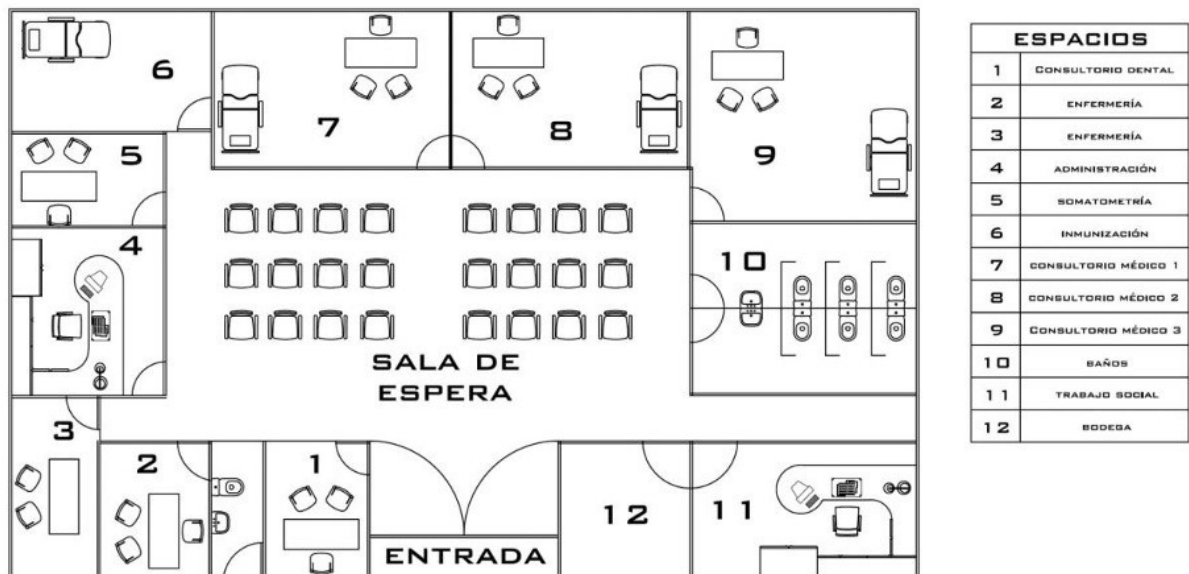 6
7
8
9
5
4
10
SALA DE
ESPERA
3
2
1
12
11
ENTRADA
ESPACIOS
1 CONSULTORIO DENTAL
2 ENFERMERÍA
3 ENFERMERÍA
4 ADMINISTRACIÓN
5 SOMATOMETRÍA
6 INMUNIZACIÓN
7 CONSULTORIO MÉDICO 1
8 CONSULTORIO MÉDICO 2
9 CONSULTORIO MÉDICO 3
10 BAÑOS
11 TRABAJO SOCIAL
12 BODEGA